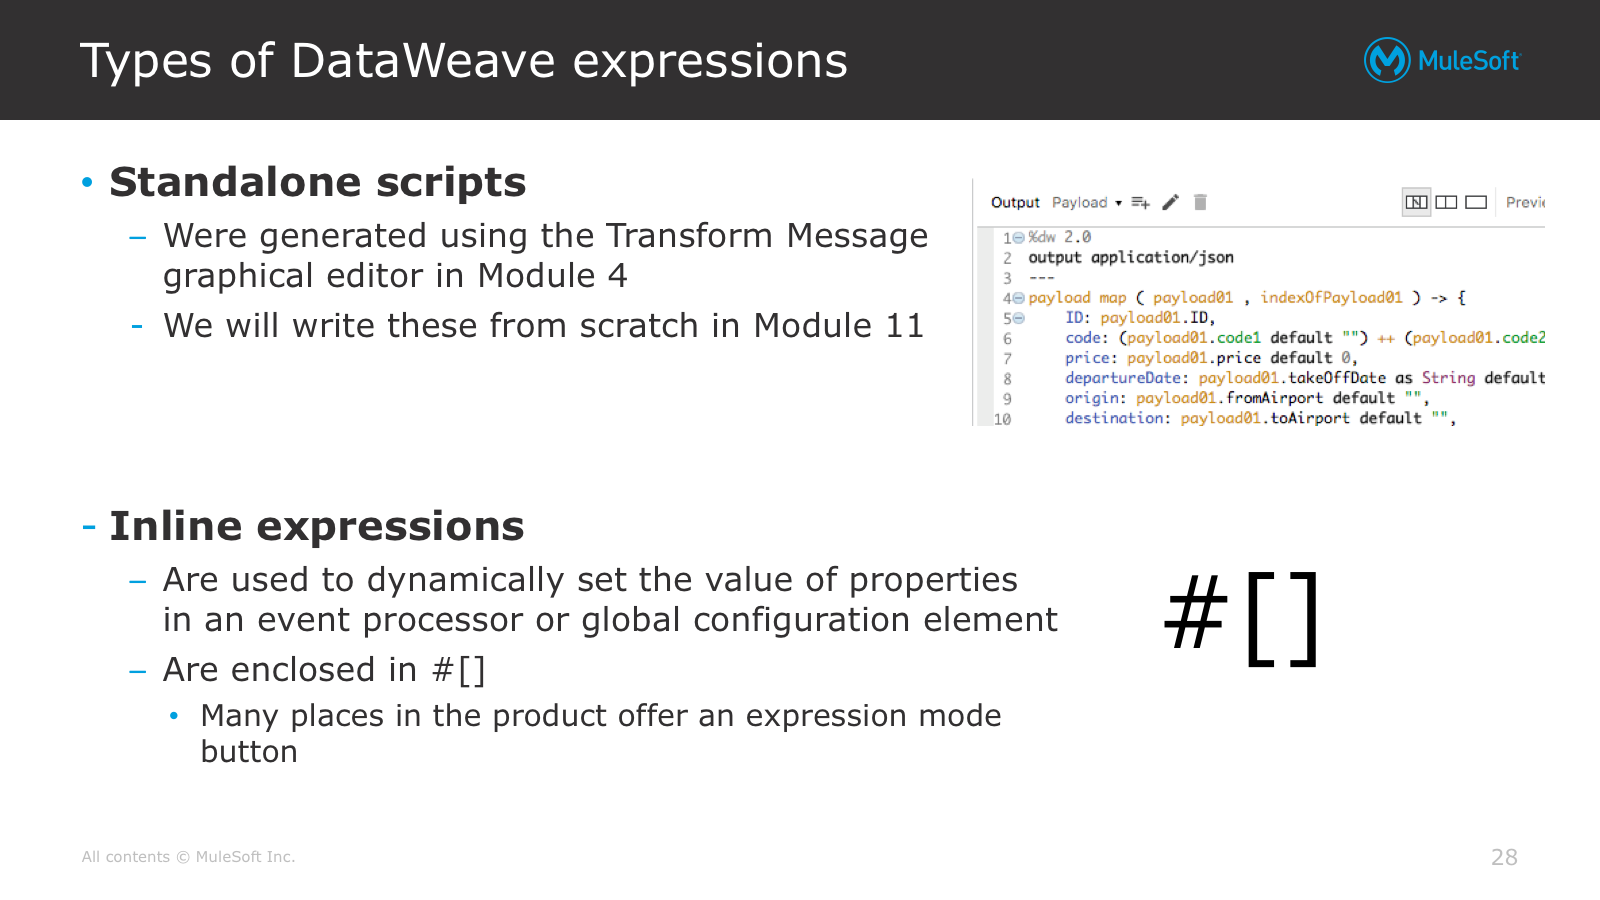 Types of DataWeave expressions
MuleSoft
• Standalone scripts
– Were generated using the Transform Message
graphical editor in Module 4
- We will write these from scratch in Module 11
Output Payload
1 %dw 2.0
2 output application/json
3 ---
4 payload map ( payload01 , indexOfPayload01 ) -> {
5 ID: payload01.ID,
6 code: (payload01.code1 default "") ++ (payload01.code2
7 price: payload01.price default 0,
8 departureDate: payload01.takeOffDate as String default
9 origin: payload01.fromAirport default "",
10 destination: payload01.toAirport default "",
- Inline expressions
– Are used to dynamically set the value of properties
in an event processor or global configuration element
– Are enclosed in #[]
• Many places in the product offer an expression mode
button
#[]
All contents © MuleSoft Inc.
28